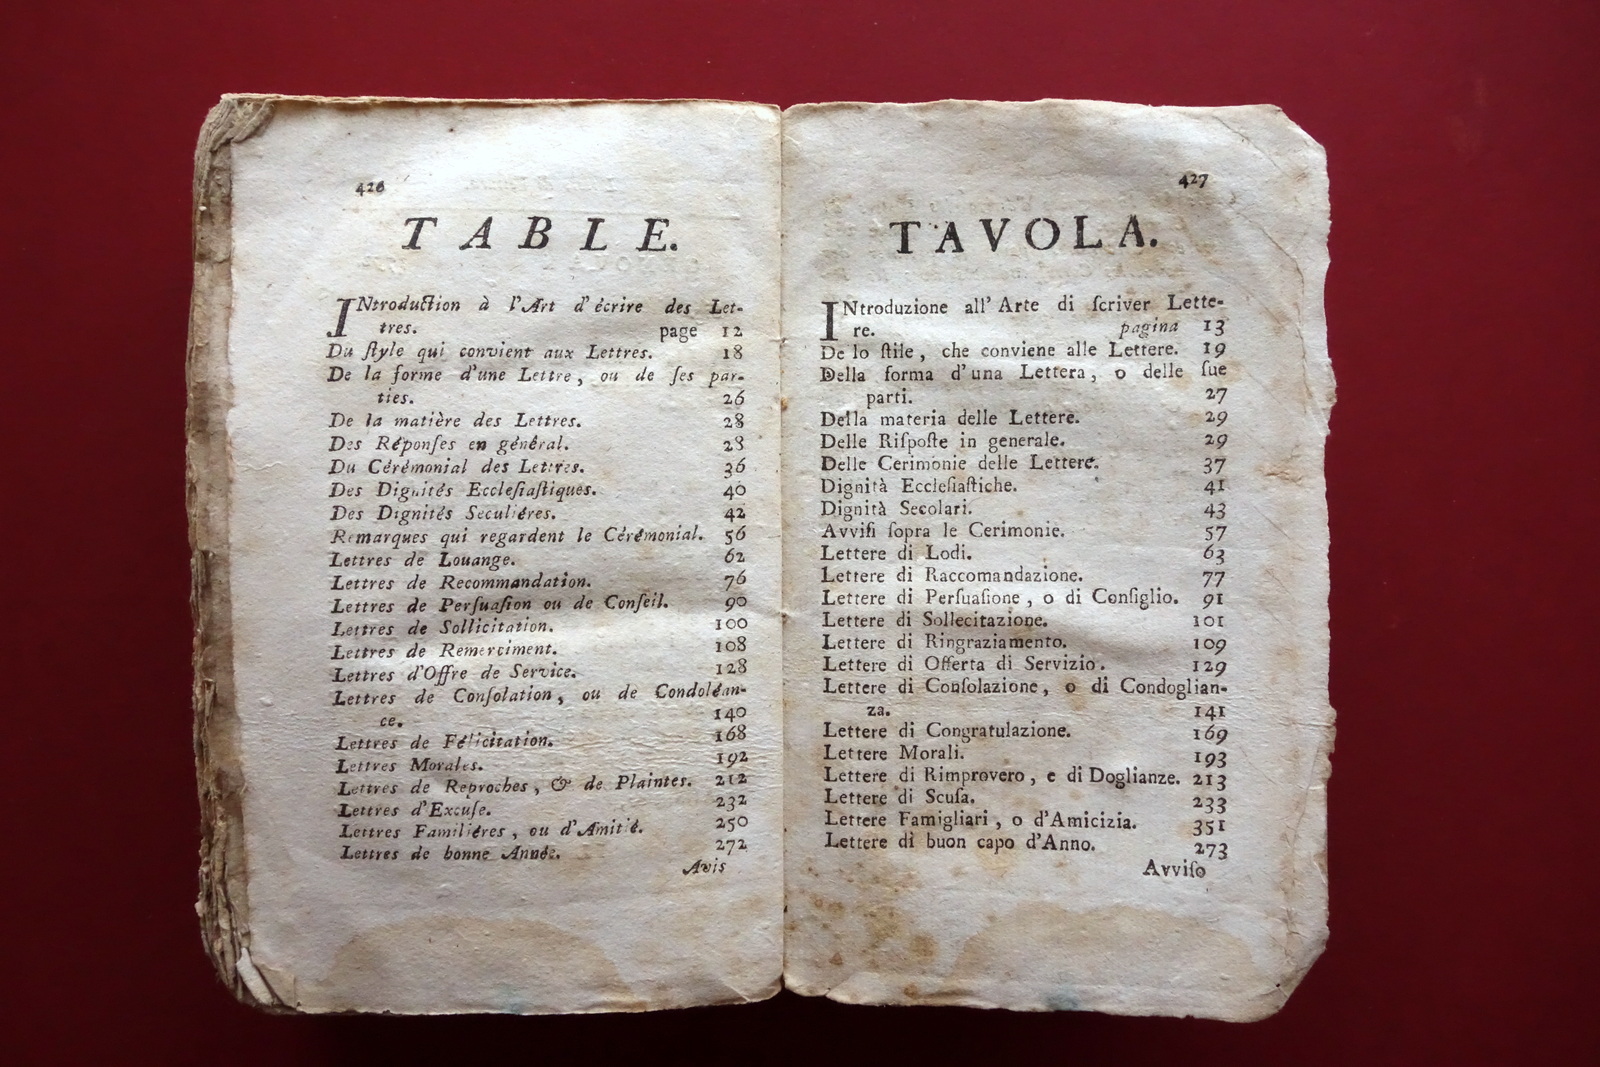 426
TABLE.
INtroduction à l'Art d'écrire des Let-
tres. page 12
Du ſtyle qui convient aux Lettres. 18
De la forme d'une Lettre, ou de ſes par-
ties. 26
De la matière des Lettres. 28
Des Réponſes en général. 28
Du Cérémonial des Lettres. 36
Des Dignités Eccleſiaſtiques. 40
Des Dignités Seculiéres. 42
Remarques qui regardent le Cérémonial. 56
Lettres de Louange. 62
Lettres de Recommandation. 76
Lettres de Perſuaſion ou de Conſeil. 90
Lettres de Sollicitation. 100
Lettres de Remerciment. 108
Lettres d'Offre de Service. 128
Lettres de Conſolation, ou de Condoléan-
ce. 140
Lettres de Félicitation. 168
Lettres Morales. 192
Lettres de Reproches, & de Plaintes. 212
Lettres d'Excuſe. 232
Lettres Familiéres, ou d'Amitié. 250
Lettres de bonne Année. 272
Avis
427
TAVOLA.
INtroduzione all' Arte di ſcriver Lette-
re. pagina 13
De lo ſtile, che conviene alle Lettere. 19
Della forma d'una Lettera, o delle ſue
parti. 27
Della materia delle Lettere. 29
Delle Riſpoſte in generale. 29
Delle Cerimonie delle Lettere. 37
Dignità Eccleſiaſtiche. 41
Dignità Secolari. 43
Avviſi ſopra le Cerimonie. 57
Lettere di Lodi. 63
Lettere di Raccomandazione. 77
Lettere di Perſuaſione, o di Conſiglio. 91
Lettere di Sollecitazione. 101
Lettere di Ringraziamento. 109
Lettere di Offerta di Servizio. 129
Lettere di Conſolazione, o di Condoglian-
za. 141
Lettere di Congratulazione. 169
Lettere Morali. 193
Lettere di Rimprovero, e di Doglianze. 213
Lettere di Scuſa. 233
Lettere Famigliari, o d'Amicizia. 351
Lettere di buon capo d'Anno. 273
Avviſo